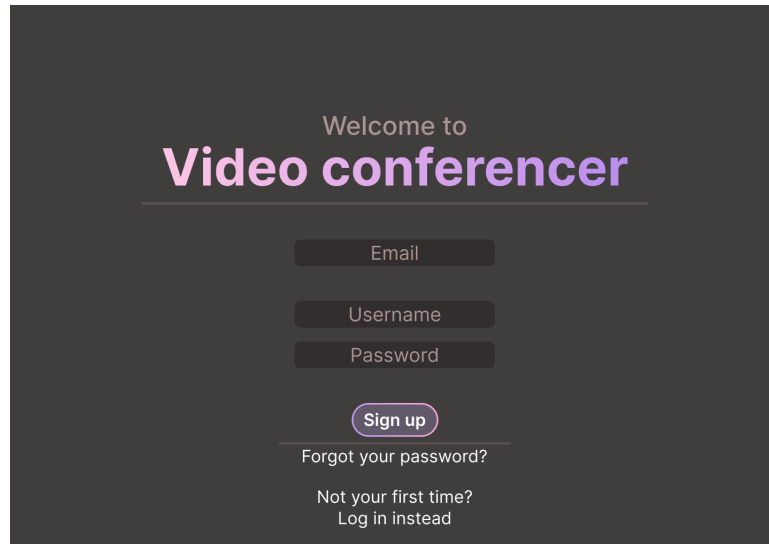 Welcome to
Video conferencer
Email
Username
Password
Sign up
Forgot your password?
Not your first time?
Log in instead